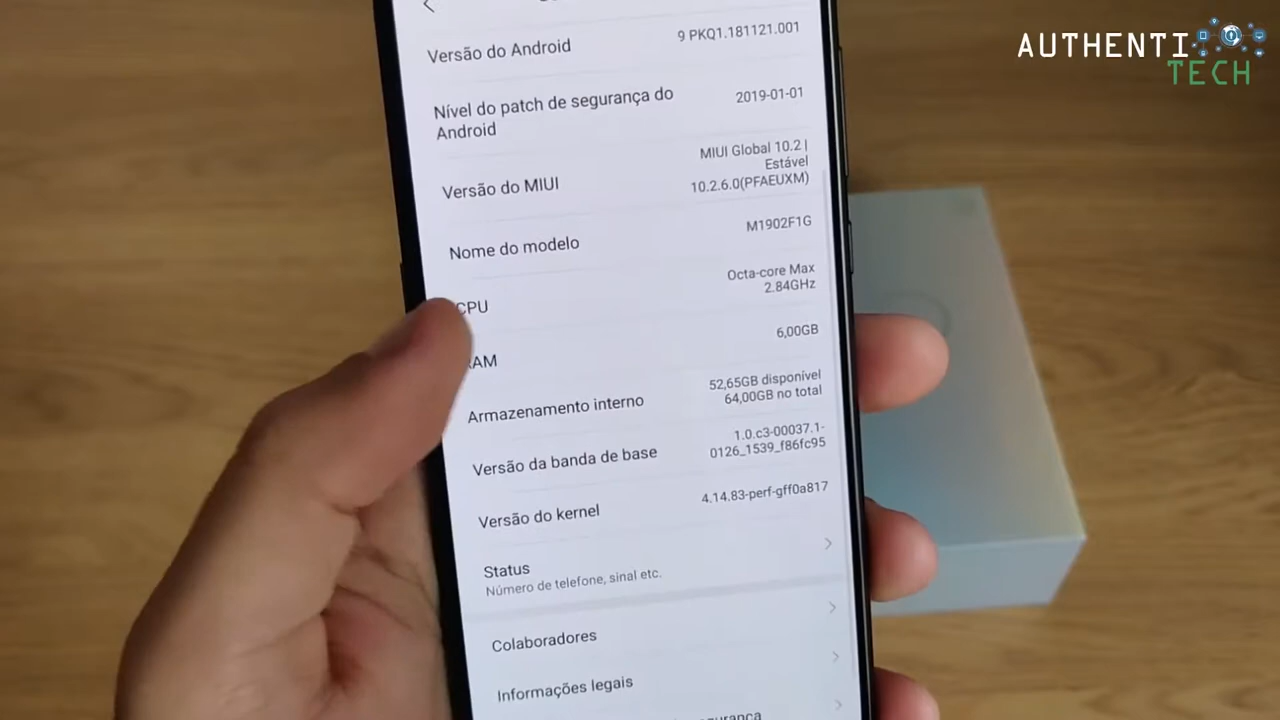 AUTHENTI
TECH
Versão do Android
9 PKQ1.181121.001
Nível do patch de segurança do
Android
2019-01-01
Versão do MIUI
MIUI Global 10.2 |
Estável
10.2.6.0(PFAEUXM)
Nome do modelo
M1902F1G
CPU
Octa-core Max
2.84GHz
AM
6,00GB
Armazenamento interno
52,65GB disponível
64,00GB no total
Versão da banda de base
1.0.c3-00037.1-
0126_1539_f86fc95
Versão do kernel
4.14.83-perf-gff0a817
Status
Número de telefone, sinal etc.
Colaboradores
Informações legais